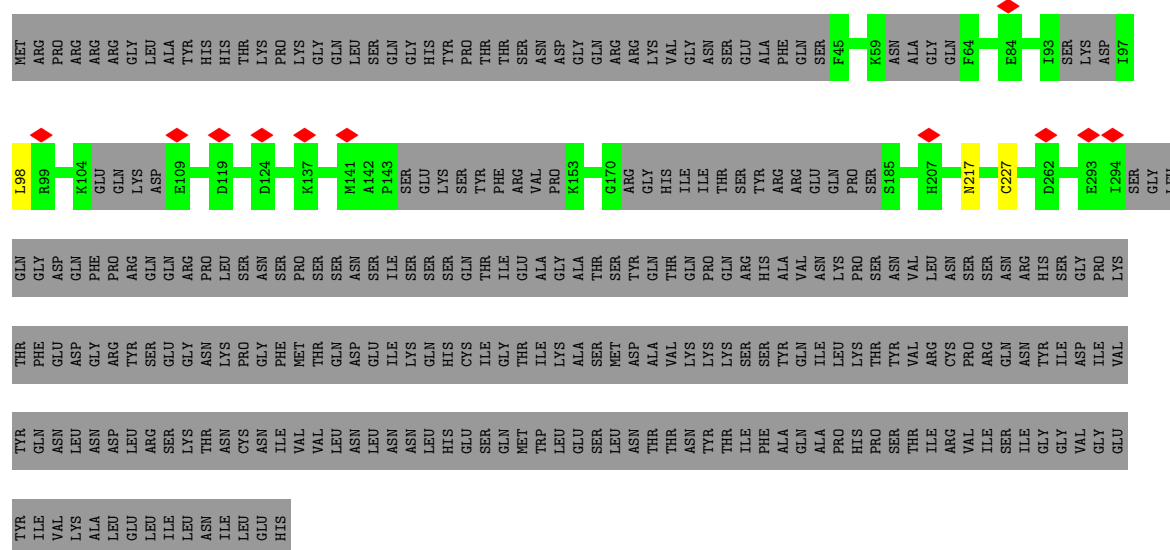 MET ARG PRO ARG ARG ARG GLY LEU ALA TYR HIS HIS THR LYS PRO LYS GLY GLN LEU SER GLN GLY HIS TYR PRO THR THR SER ASN ASP GLY GLN ARG ARG LYS VAL GLY ASN SER GLU ALA PHE GLN SER F45 K59 ASN ALA GLY GLN F64 E84 I93 SER LYS ASP I97
L98 R99 K104 GLU GLN LYS ASP E109 D119 D124 K137 M141 A142 P143 SER GLU LYS SER TYR PHE ARG VAL PRO K153 G170 ARG GLY HIS ILE ILE THR SER TYR ARG ARG GLU GLN PRO SER S185 H207 N217 C227 D262 E293 I294 SER GLY LEU
GLN GLY ASP GLN PHE PRO ARG GLN GLN ARG PRO LEU SER ASN SER PRO SER SER ASN SER ILE SER SER SER GLN THR ILE GLU ALA GLY ALA THR SER TYR GLN THR GLN PRO GLN ARG HIS ALA VAL ASN LYS PRO SER ASN VAL LEU ASN SER SER ASN ARG HIS SER GLY PRO LYS
THR PHE GLU ASP GLY ARG TYR SER GLU GLY ASN LYS PRO GLY PHE MET THR GLN ASP GLU ILE LYS GLN HIS CYS ILE GLY THR ILE LYS ALA SER MET ASP ALA VAL LYS LYS LYS SER SER TYR GLN ILE LEU LYS THR TYR VAL ARG CYS PRO ARG GLN ASN TYR ILE ASP ILE VAL
TYR GLN ASN LEU ASN ASP LEU ARG SER LYS THR ASN CYS ASN ILE VAL VAL LEU ASN LEU ASN ASN LEU HIS GLU SER GLN MET TRP LEU GLU SER LEU ASN THR THR ASN TYR THR ILE PHE ALA GLN ALA PRO HIS PRO SER THR ILE ARG VAL ILE SER ILE GLY GLY VAL GLY GLU
TYR ILE VAL LYS ALA LEU GLU LEU ILE LEU ASN ILE LEU GLU HIS